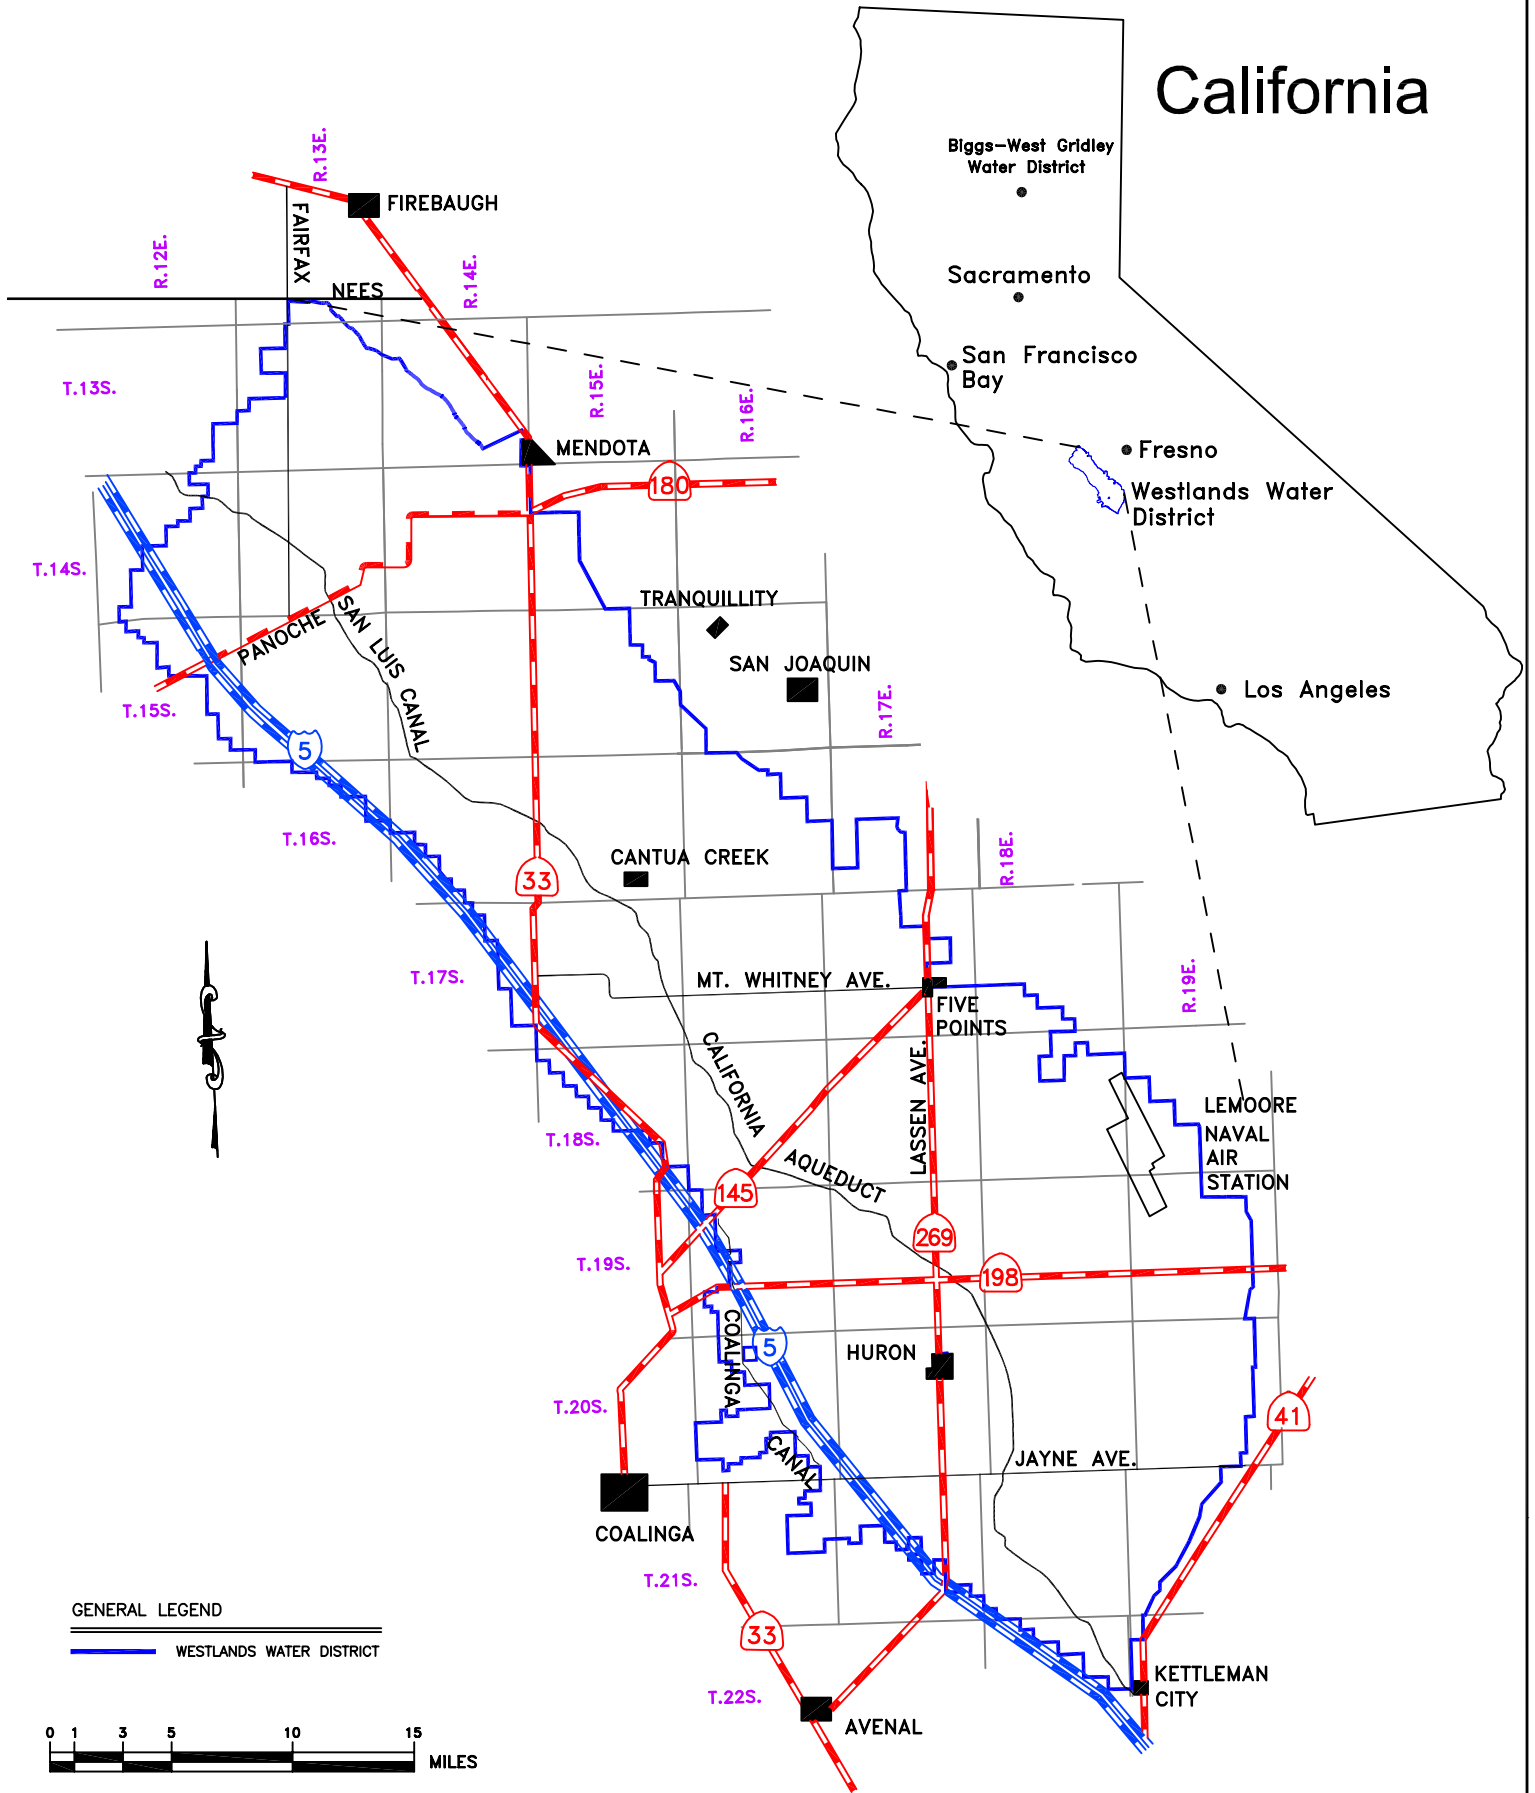 California
Biggs-West Gridley
Water District
Sacramento
San Francisco
Bay
Fresno
Westlands Water
District
Los Angeles
R.13E.
FIREBAUGH
FAIRFAX
R.12E.
R.14E.
NEES
T.13S.
R.15E.
R.16E.
MENDOTA
180
T.14S.
TRANQUILLITY
PANOCHE
SAN LUIS CANAL
SAN JOAQUIN
T.15S.
R.17E.
5
T.16S.
CANTUA CREEK
R.18E.
33
T.17S.
MT. WHITNEY AVE.
R.19E.
FIVE
POINTS
CALIFORNIA
LASSEN AVE.
LEMOORE
NAVAL
AIR
STATION
T.18S.
AQUEDUCT
145
269
T.19S.
198
COALINGA
5
HURON
T.20S.
41
CANAL
JAYNE AVE.
COALINGA
T.21S.
33
GENERAL LEGEND
WESTLANDS WATER DISTRICT
KETTLEMAN
CITY
T.22S.
AVENAL
0 1 3 5 10 15
MILES